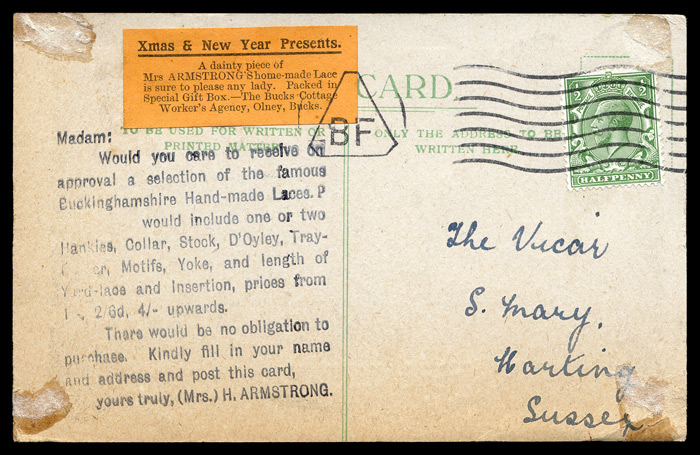 Xmas & New Year Presents.
A dainty piece of
Mrs ARMSTRONG'S home-made Lace
is sure to please any lady. Packed in
Special Gift Box.—The Bucks Cottage
Worker's Agency, Olney, Bucks.
CARD
TO BE USED FOR WRITTEN OR
PRINTED MATTER
ONLY THE ADDRESS TO BE
WRITTEN HERE
BF
½ ½
HALFPENNY
Madam:
Would you care to receive on
approval a selection of the famous
Buckinghamshire Hand-made Laces. P
would include one or two
Hankies, Collar, Stock, D'Oyley, Tray-
Motifs, Yoke, and length of
Yard-lace and Insertion, prices from
2/6d, 4/- upwards.
There would be no obligation to
purchase. Kindly fill in your name
and address and post this card,
yours truly, (Mrs.) H. ARMSTRONG.
The Vicar
S. Mary,
Harting
Sussex